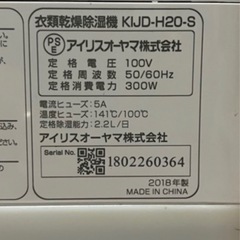 衣類乾燥除湿機 KIJD-H20-S
PS
E
アイリスオーヤマ株式会社
定格電圧 100V
定格周波数 50/60Hz
定格消費電力 300W
電流ヒューズ：5A
温度ヒューズ：141℃/100℃
定格除湿能力：2.2L/日
アイリスオーヤマ株式会社
Serial No.
1802260364
2018年製
MADE IN CHINA